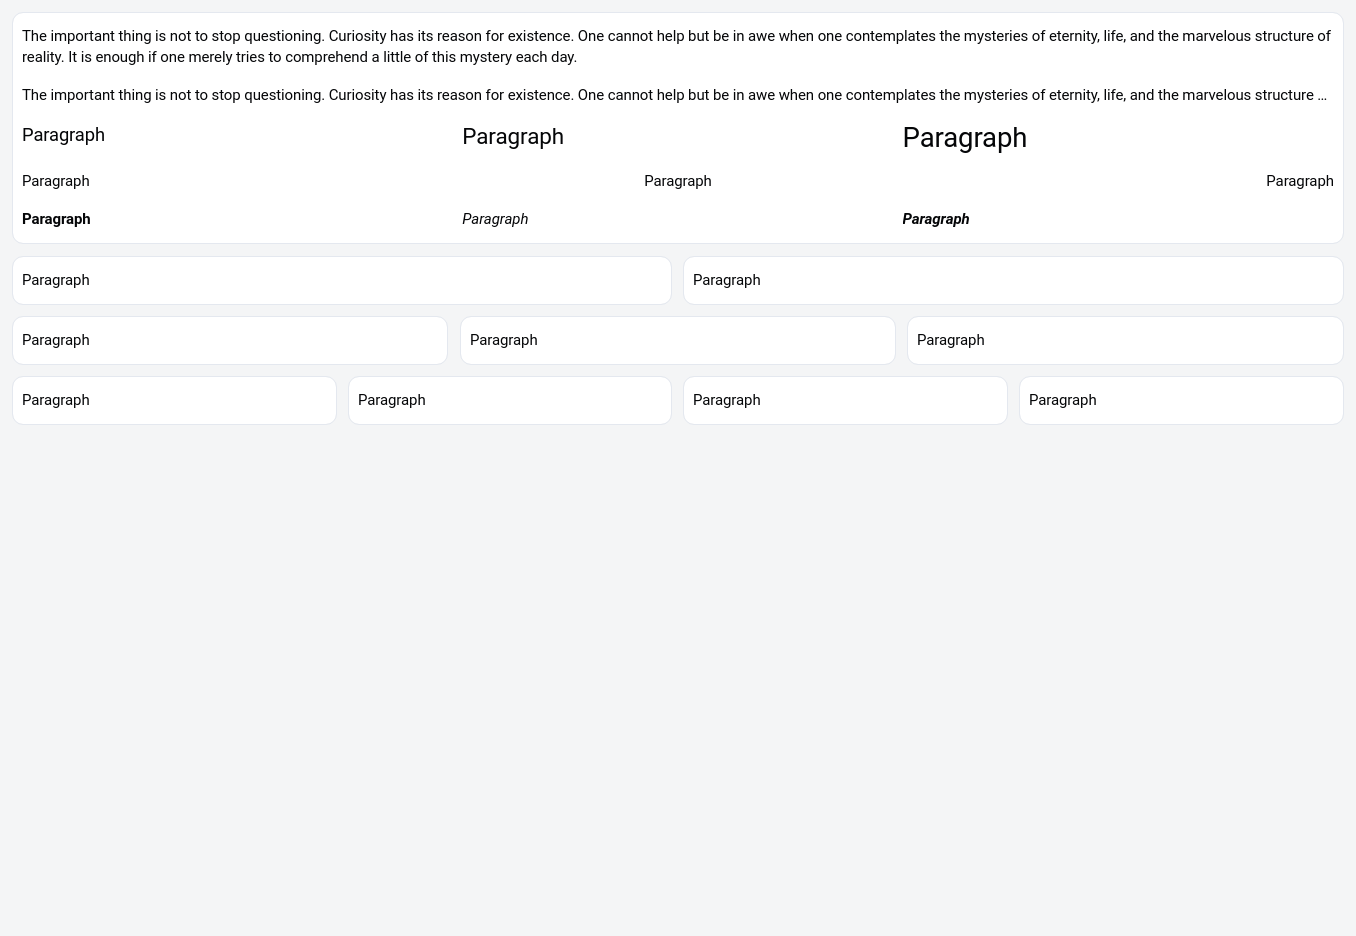 The important thing is not to stop questioning. Curiosity has its reason for existence. One cannot help but be in awe when one contemplates the mysteries of eternity, life, and the marvelous structure of
reality. It is enough if one merely tries to comprehend a little of this mystery each day.
The important thing is not to stop questioning. Curiosity has its reason for existence. One cannot help but be in awe when one contemplates the mysteries of eternity, life, and the marvelous structure …
Paragraph Paragraph Paragraph
Paragraph Paragraph Paragraph
Paragraph Paragraph Paragraph
Paragraph Paragraph
Paragraph Paragraph Paragraph
Paragraph Paragraph Paragraph Paragraph